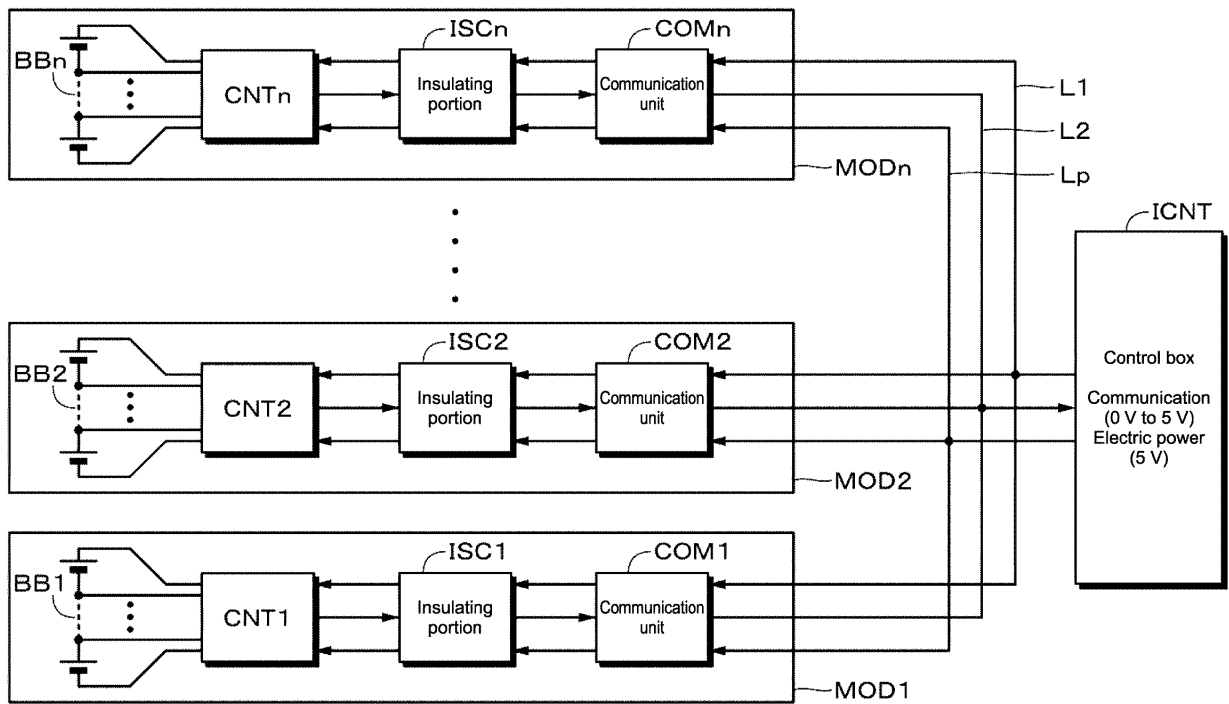 ISCn
COMn
BBn
CNTn
Insulating
portion
Communication
unit
L1
L2
MODn
Lp
ICNT
ISC2
COM2
BB2
CNT2
Insulating
portion
Communication
unit
Control box
Communication
(0 V to 5 V)
Electric power
(5 V)
MOD2
ISC1
COM1
BB1
CNT1
Insulating
portion
Communication
unit
MOD1